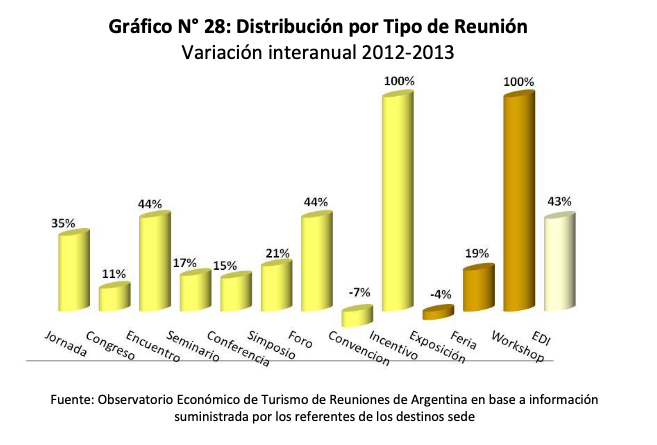 Gráfico N° 28: Distribución por Tipo de Reunión
Variación interanual 2012-2013
35%
11%
44%
17%
15%
21%
44%
-7%
100%
-4%
19%
100%
43%
Jornada
Congreso
Encuentro
Seminario
Conferencia
Simposio
Foro
Convencion
Incentivo
Exposición
Feria
Workshop
EDI
Fuente: Observatorio Económico de Turismo de Reuniones de Argentina en base a información
suministrada por los referentes de los destinos sede